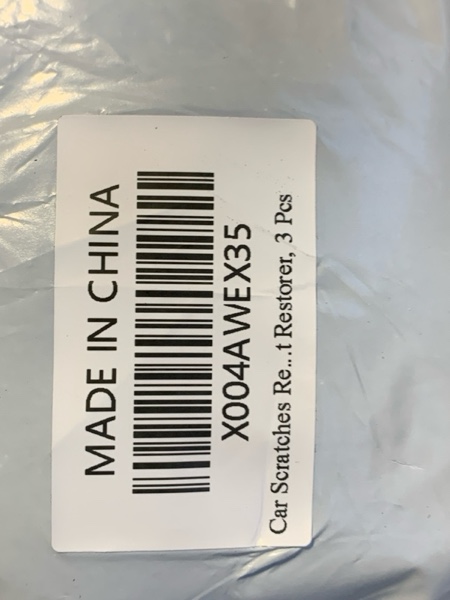 MADE IN CHINA
X004AWEX35
Car Scratches Re...t Restorer, 3 Pcs